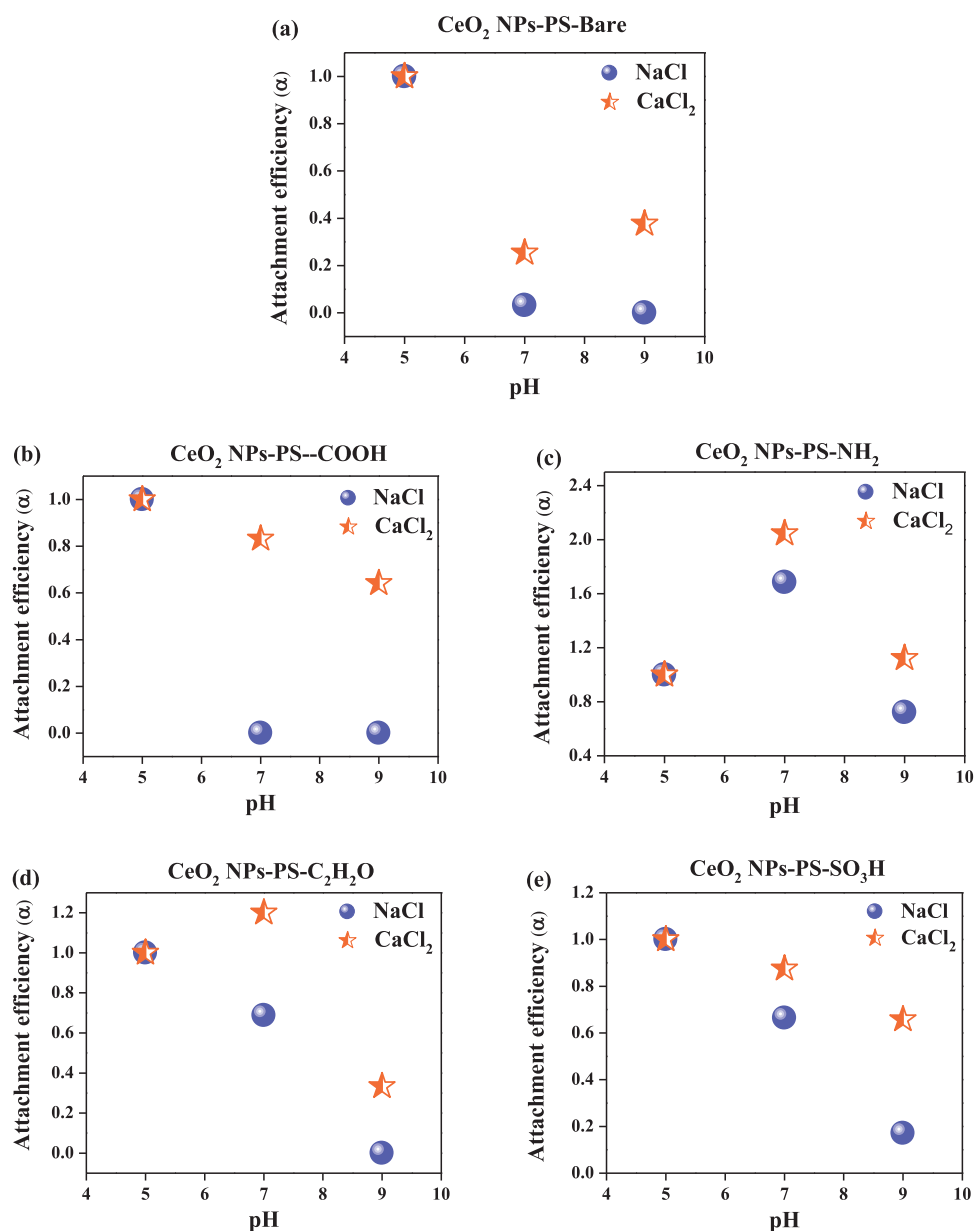 (a)
CeO₂ NPs-PS-Bare
NaCl
CaCl₂
Attachment efficiency (α)
1.0
0.8
0.6
0.4
0.2
0.0
4 5 6 7 8 9 10
pH
(b)
CeO₂ NPs-PS--COOH
NaCl
CaCl₂
Attachment efficiency (α)
1.0
0.8
0.6
0.4
0.2
0.0
4 5 6 7 8 9 10
pH
(c)
CeO₂ NPs-PS-NH₂
NaCl
CaCl₂
Attachment efficiency (α)
2.4
2.0
1.6
1.2
0.8
0.4
4 5 6 7 8 9 10
pH
(d)
CeO₂ NPs-PS-C₂H₂O
NaCl
CaCl₂
Attachment efficiency (α)
1.2
1.0
0.8
0.6
0.4
0.2
0.0
4 5 6 7 8 9 10
pH
(e)
CeO₂ NPs-PS-SO₃H
NaCl
CaCl₂
Attachment efficiency (α)
1.2
1.0
0.8
0.6
0.4
0.2
0.0
4 5 6 7 8 9 10
pH